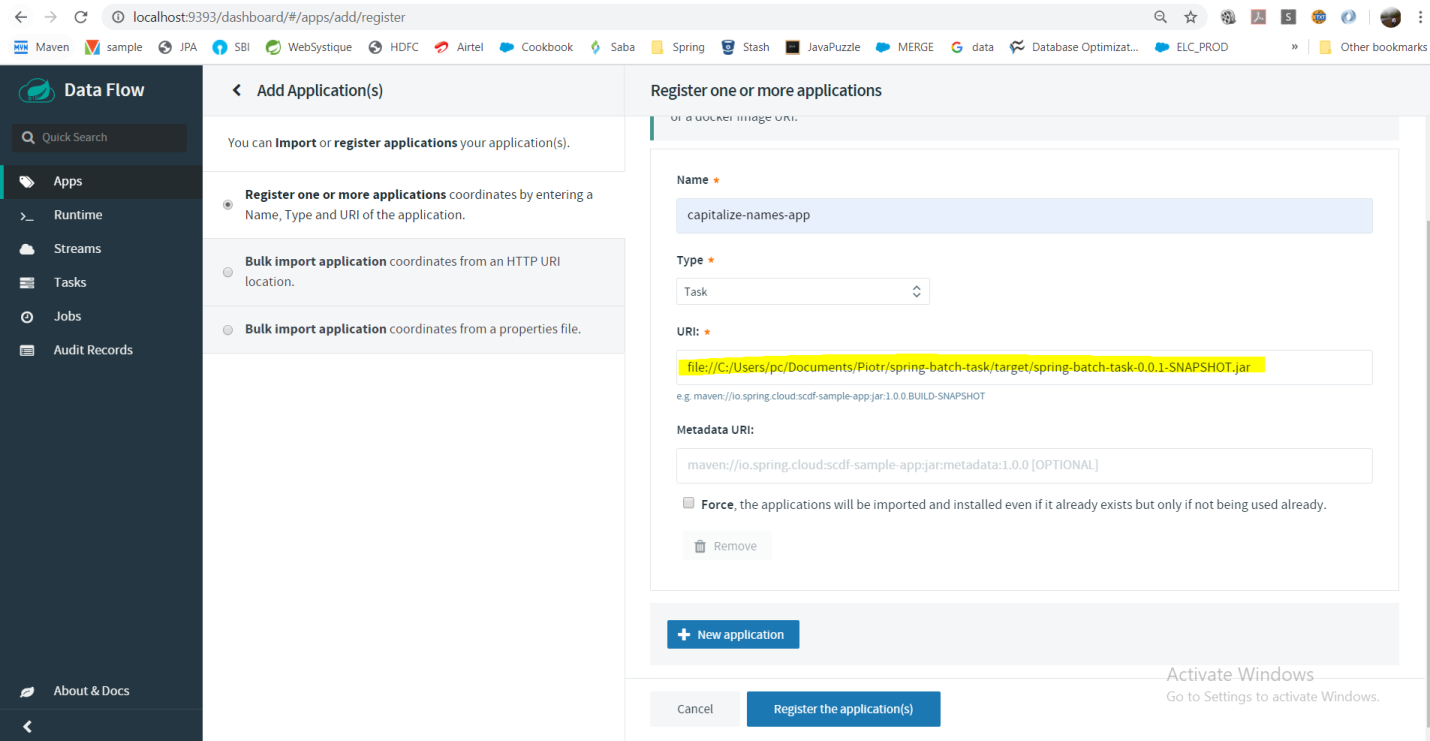 localhost:9393/dashboard/#/apps/add/register
MVN Maven sample JPA SBI WebSystique HDFC Airtel Cookbook Saba Spring Stash JavaPuzzle MERGE G data Database Optimizat... ELC_PROD » Other bookmarks
Data Flow
Quick Search
Apps
Runtime
Streams
Tasks
Jobs
Audit Records
About & Docs
Add Application(s)
You can Import or register applications your application(s).
Register one or more applications coordinates by entering a
Name, Type and URI of the application.
Bulk import application coordinates from an HTTP URI
location.
Bulk import application coordinates from a properties file.
Register one or more applications
or a docker image URI.
Name *
capitalize-names-app
Type *
Task
URI: *
file://C:/Users/pc/Documents/Piotr/spring-batch-task/target/spring-batch-task-0.0.1-SNAPSHOT.jar
e.g. maven://io.spring.cloud:scdf-sample-app:jar:1.0.0.BUILD-SNAPSHOT
Metadata URI:
maven://io.spring.cloud:scdf-sample-app:jar:metadata:1.0.0 [OPTIONAL]
Force, the applications will be imported and installed even if it already exists but only if not being used already.
Remove
New application
Cancel
Register the application(s)
Activate Windows
Go to Settings to activate Windows.